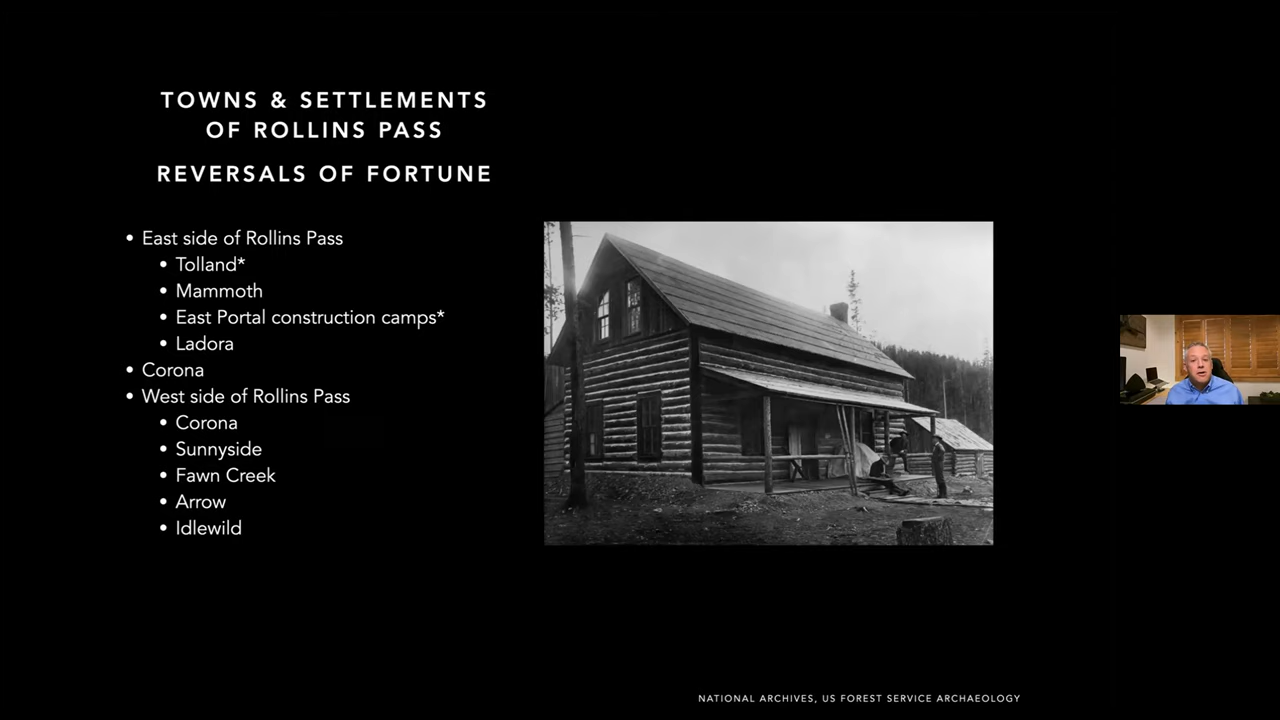 TOWNS & SETTLEMENTS
OF ROLLINS PASS
REVERSALS OF FORTUNE
• East side of Rollins Pass
• Tolland*
• Mammoth
• East Portal construction camps*
• Ladora
• Corona
• West side of Rollins Pass
• Corona
• Sunnyside
• Fawn Creek
• Arrow
• Idlewild
NATIONAL ARCHIVES, US FOREST SERVICE ARCHAEOLOGY